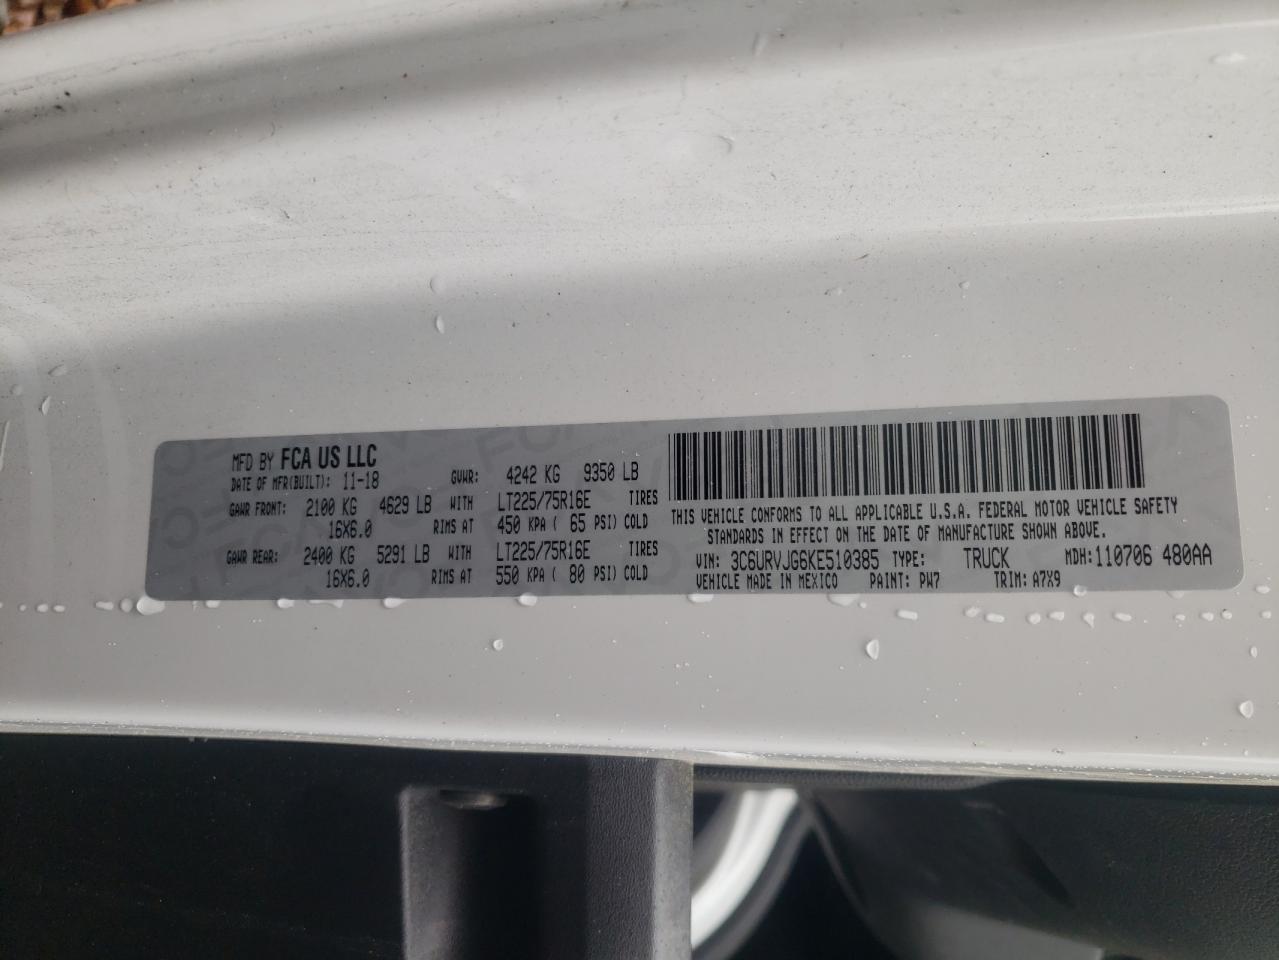 MFD BY FCA US LLC
DATE OF MFR(BUILT): 11-18 GVWR: 4242 KG 9350 LB
GAWR FRONT: 2100 KG 4629 LB WITH LT225/75R16E TIRES
16X6.0 RIMS AT 450 KPA ( 65 PSI) COLD
GAWR REAR: 2400 KG 5291 LB WITH LT225/75R16E TIRES
16X6.0 RIMS AT 550 KPA ( 80 PSI) COLD
THIS VEHICLE CONFORMS TO ALL APPLICABLE U.S.A. FEDERAL MOTOR VEHICLE SAFETY
STANDARDS IN EFFECT ON THE DATE OF MANUFACTURE SHOWN ABOVE.
VIN: 3C6URVJG6KE510385 TYPE: TRUCK MDH: 110706 480AA
VEHICLE MADE IN MEXICO PAINT: PW7 TRIM: A7X9